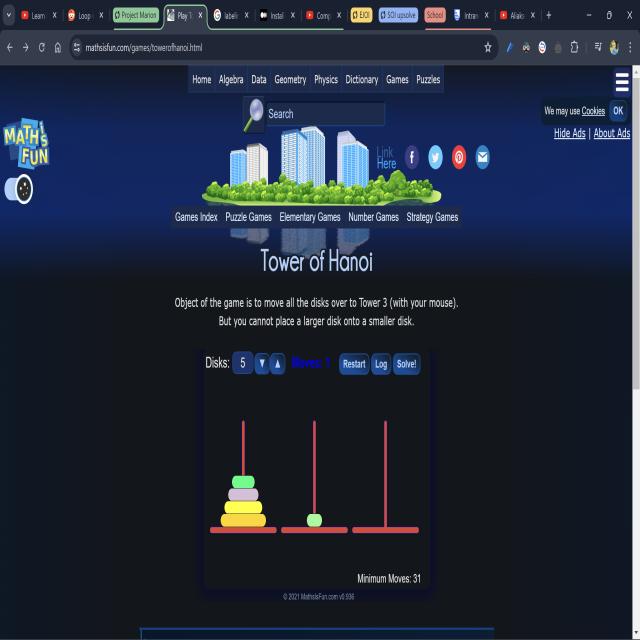 Learn
Loop
Project Marion
Play T
labeli
Instal
Comp
EJOI
SOI upsolve
School
Intran
Aliaks
mathsisfun.com/games/towerofhanoi.html
Home Algebra Data Geometry Physics Dictionary Games Puzzles
Search
We may use Cookies OK
Hide Ads | About Ads
MATH'S FUN
Link Here
Games Index Puzzle Games Elementary Games Number Games Strategy Games
Tower of Hanoi
Object of the game is to move all the disks over to Tower 3 (with your mouse).
But you cannot place a larger disk onto a smaller disk.
Disks: 5 Moves: 1 Restart Log Solve!
Minimum Moves: 31
© 2021 MathsIsFun.com v0.936